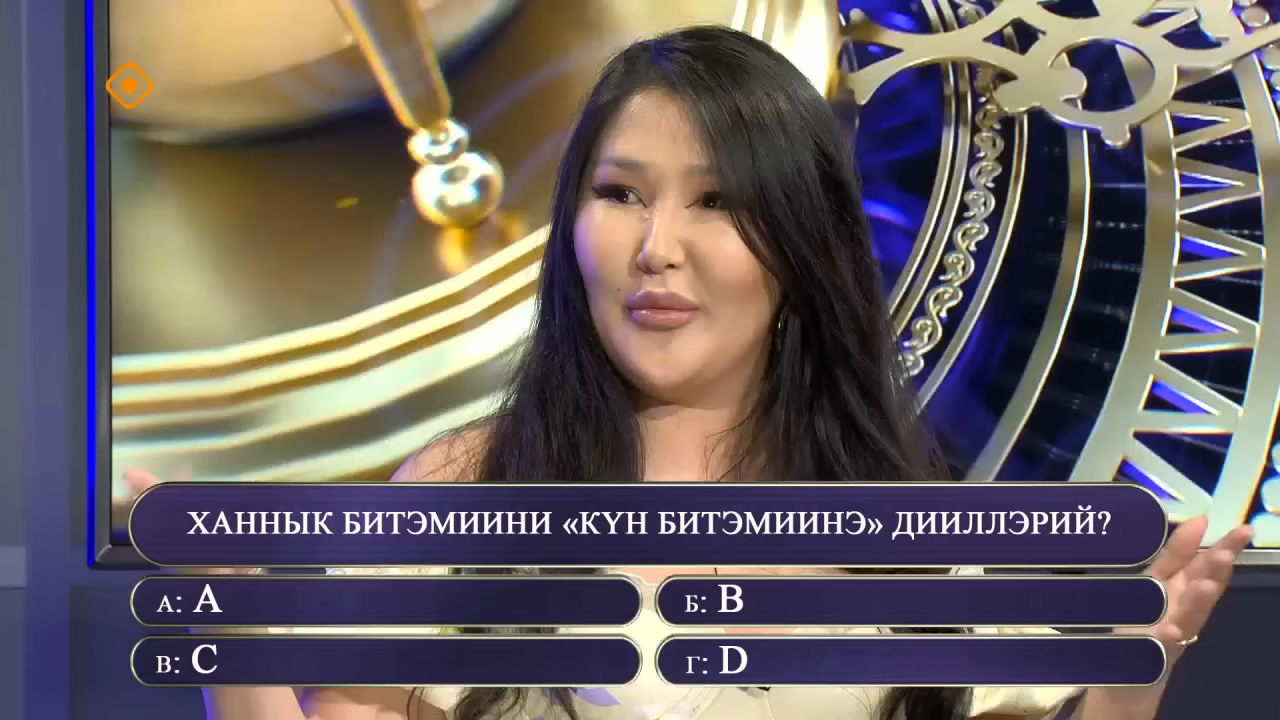 ХАННЫК БИТЭМИИНИ «КҮН БИТЭМИИНЭ» ДИИЛЛЭРИЙ?
А: A
Б: B
В: C
Г: D